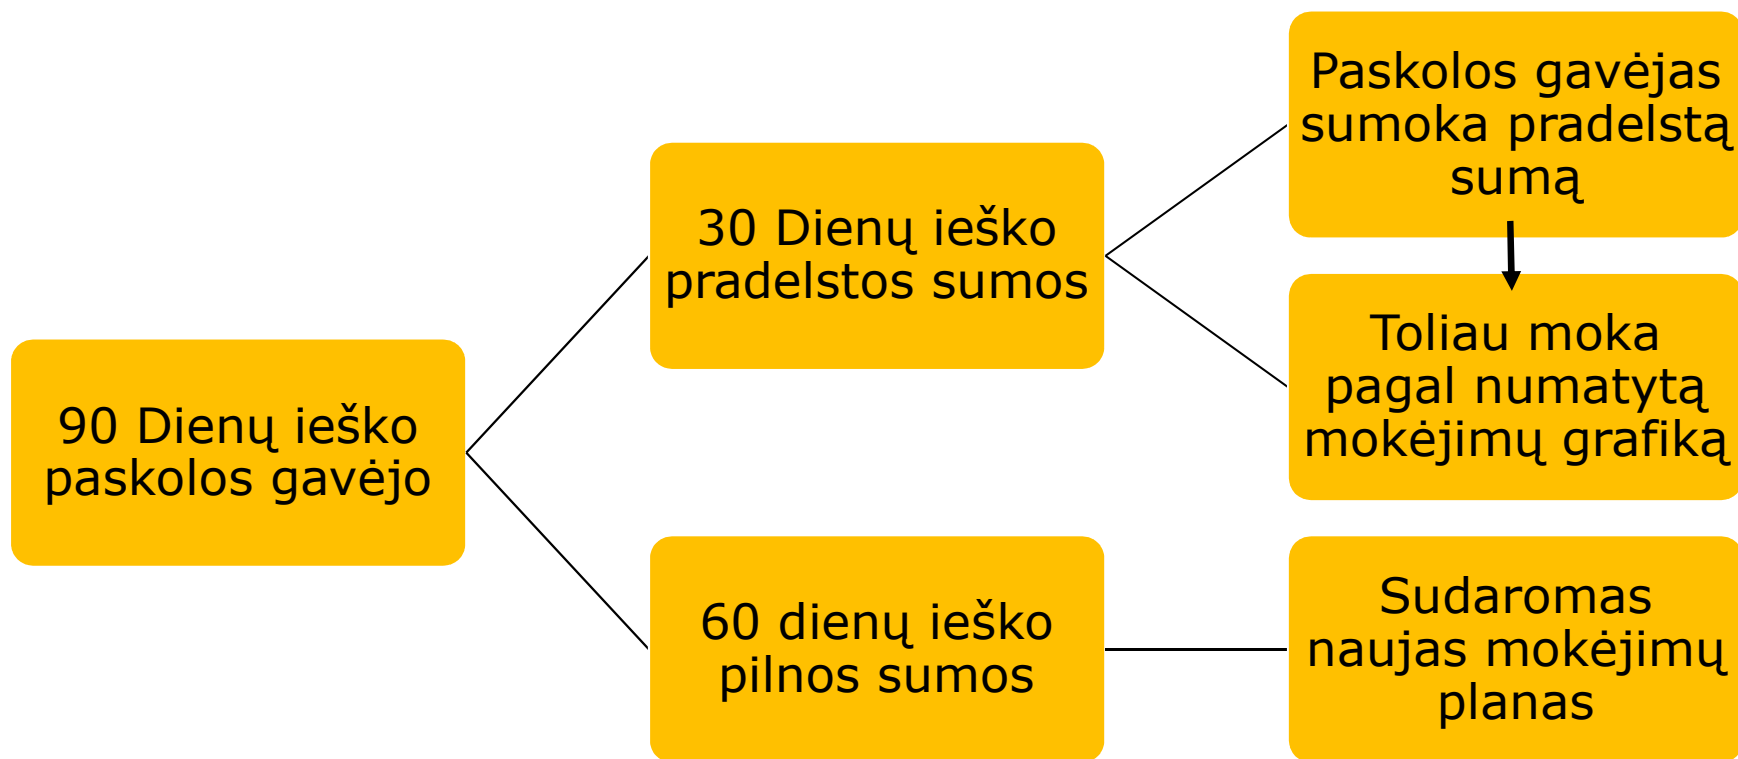 90 Dienų ieško
paskolos gavėjo
30 Dienų ieško
pradelstos sumos
Paskolos gavėjas
sumoka pradelstą
sumą
Toliau moka
pagal numatytą
mokėjimų grafiką
60 dienų ieško
pilnos sumos
Sudaromas
naujas mokėjimų
planas